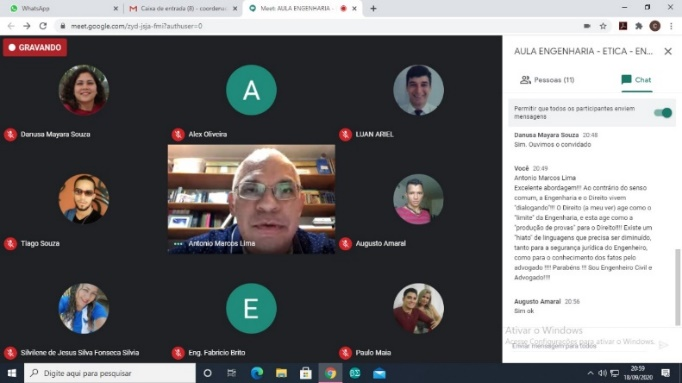 WhatsApp
Caixa de entrada (8) - coordenac
Meet: AULA ENGENHARIA -
meet.google.com/zyd-jsja-fmi?authuser=0
GRAVANDO
AULA ENGENHARIA - ETICA - EN...
Pessoas (11)
Chat
Permitir que todos os participantes enviem
mensagens
Danusa Mayara Souza 20:48
Sim. Ouvimos o convidado
Você 20:49
Antonio Marcos Lima
Excelente abordagem!!! Ao contrário do senso
comum, a Engenharia e o Direito vivem
"dialogando"!!! O Direito (a meu ver) age como o
"limite" da Engenharia, e esta age como a
"produção de provas" para o Direito!!! Existe um
"hiato" de linguagens que precisa ser diminuído,
tanto para a segurança jurídica do Engenheiro,
como para o conhecimento dos fatos pelo
advogado !!!! Parabéns !!! Sou Engenheiro Civil e
Advogado!!!!
Augusto Amaral 20:56
Sim ok
Danusa Mayara Souza
A
Alex Oliveira
LUAN ARIEL
Tiago Souza
Antonio Marcos Lima
Augusto Amaral
Silvilene de Jesus Silva Fonseca Silvia
E
Eng. Fabricio Brito
Paulo Maia
Ativar o Windows
Acesse Configurações para ativar o Windows.
Enviar mensagem para todos
Digite aqui para pesquisar
20:59
18/09/2020